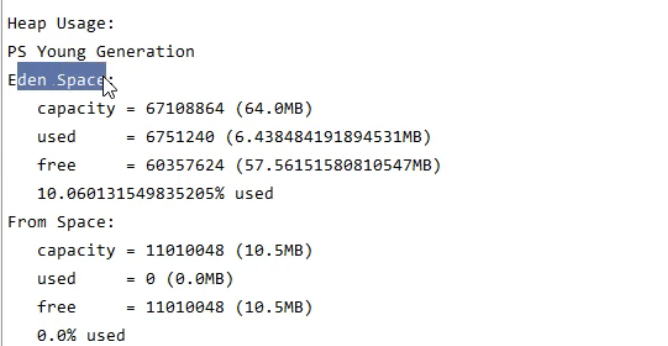 Heap Usage:
PS Young Generation
Eden Space:
capacity = 67108864 (64.0MB)
used = 6751240 (6.438484191894531MB)
free = 60357624 (57.56151580810547MB)
10.060131549835205% used
From Space:
capacity = 11010048 (10.5MB)
used = 0 (0.0MB)
free = 11010048 (10.5MB)
0.0% used